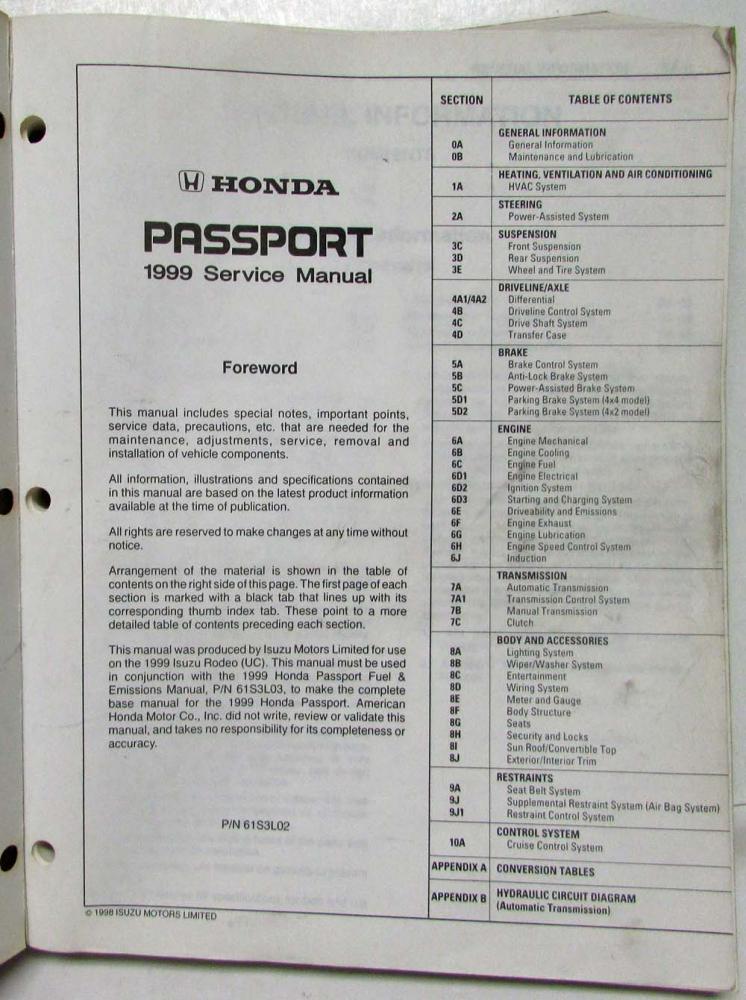 HONDA
PASSPORT
1999 Service Manual
Foreword
This manual includes special notes, important points,
service data, precautions, etc. that are needed for the
maintenance, adjustments, service, removal and
installation of vehicle components.
All information, illustrations and specifications contained
in this manual are based on the latest product information
available at the time of publication.
All rights are reserved to make changes at any time without
notice.
Arrangement of the material is shown in the table of
contents on the right side of this page. The first page of each
section is marked with a black tab that lines up with its
corresponding thumb index tab. These point to a more
detailed table of contents preceding each section.
This manual was produced by Isuzu Motors Limited for use
on the 1999 Isuzu Rodeo (UC). This manual must be used
in conjunction with the 1999 Honda Passport Fuel &
Emissions Manual, P/N 61S3L03, to make the complete
base manual for the 1999 Honda Passport. American
Honda Motor Co., Inc. did not write, review or validate this
manual, and takes no responsibility for its completeness or
accuracy.
P/N 61S3L02
© 1998 ISUZU MOTORS LIMITED
SECTION TABLE OF CONTENTS
GENERAL INFORMATION
0A General Information
0B Maintenance and Lubrication
HEATING, VENTILATION AND AIR CONDITIONING
1A HVAC System
STEERING
2A Power-Assisted System
SUSPENSION
3C Front Suspension
3D Rear Suspension
3E Wheel and Tire System
DRIVELINE/AXLE
4A1/4A2 Differential
4B Driveline Control System
4C Drive Shaft System
4D Transfer Case
BRAKE
5A Brake Control System
5B Anti-Lock Brake System
5C Power-Assisted Brake System
5D1 Parking Brake System (4x4 model)
5D2 Parking Brake System (4x2 model)
ENGINE
6A Engine Mechanical
6B Engine Cooling
6C Engine Fuel
6D1 Engine Electrical
6D2 Ignition System
6D3 Starting and Charging System
6E Driveability and Emissions
6F Engine Exhaust
6G Engine Lubrication
6H Engine Speed Control System
6J Induction
TRANSMISSION
7A Automatic Transmission
7A1 Transmission Control System
7B Manual Transmission
7C Clutch
BODY AND ACCESSORIES
8A Lighting System
8B Wiper/Washer System
8C Entertainment
8D Wiring System
8E Meter and Gauge
8F Body Structure
8G Seats
8H Security and Locks
8I Sun Roof/Convertible Top
8J Exterior/Interior Trim
RESTRAINTS
9A Seat Belt System
9J Supplemental Restraint System (Air Bag System)
9J1 Restraint Control System
CONTROL SYSTEM
10A Cruise Control System
APPENDIX A CONVERSION TABLES
APPENDIX B HYDRAULIC CIRCUIT DIAGRAM
(Automatic Transmission)